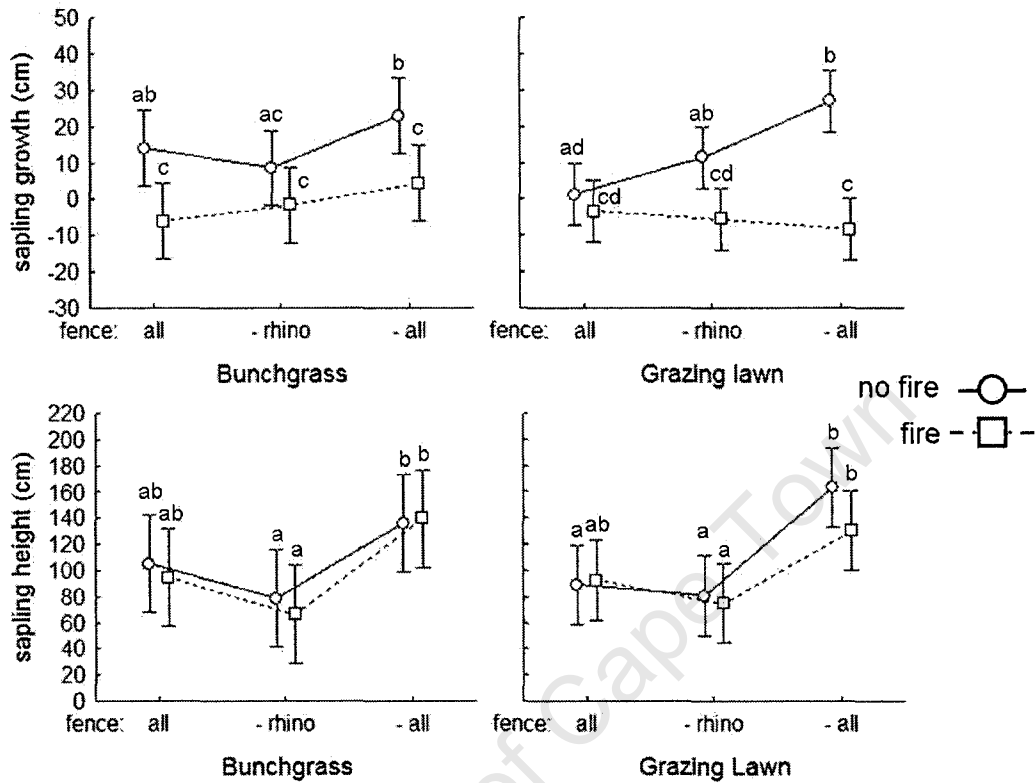 50
40
30
20
10
0
-10
-20
-30
sapling growth (cm)
ab
c
ac
c
b
c
fence: all - rhino - all
Bunchgrass
ad
cd
ab
cd
b
c
fence: all - rhino - all
Grazing lawn
no fire
fire
220
200
180
160
140
120
100
80
60
40
20
0
sapling height (cm)
ab
ab
a
a
b
b
fence: all - rhino - all
Bunchgrass
a
ab
a
a
b
b
fence: all - rhino - all
Grazing Lawn
of Cape Town